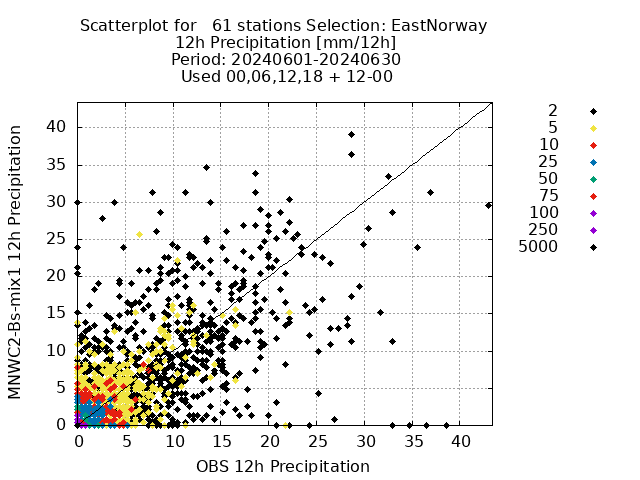 Scatterplot for   61 stations Selection: EastNorway
12h Precipitation [mm/12h]
Period: 20240601-20240630
Used 00,06,12,18 + 12-00
MNWC2-Bs-mix1 12h Precipitation
40
35
30
25
20
15
10
5
0
0 5 10 15 20 25 30 35 40
OBS 12h Precipitation
2
5
10
25
50
75
100
250
5000